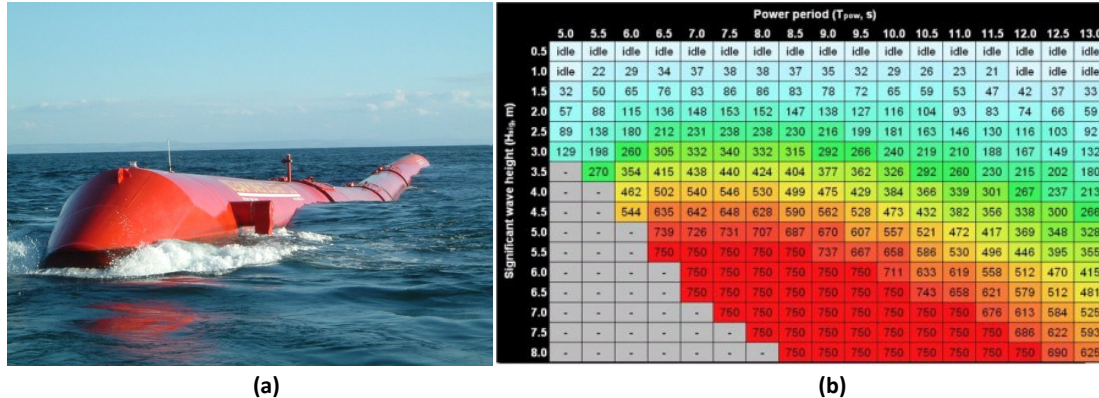 Power period (Tpow, s)
5.0 5.5 6.0 6.5 7.0 7.5 8.0 8.5 9.0 9.5 10.0 10.5 11.0 11.5 12.0 12.5 13.0
Significant wave height (Hsig, m)
0.5 idle idle idle idle idle idle idle idle idle idle idle idle idle idle idle idle idle
1.0 idle 22 29 34 37 38 38 37 35 32 29 26 23 21 idle idle idle
1.5 32 50 65 76 83 86 86 83 78 72 65 59 53 47 42 37 33
2.0 57 88 115 136 148 153 152 147 138 127 116 104 93 83 74 66 59
2.5 89 138 180 212 231 238 238 230 216 199 181 163 146 130 116 103 92
3.0 129 198 260 305 332 340 332 315 292 266 240 219 210 188 167 149 132
3.5 - 270 354 415 438 440 424 404 377 362 326 292 260 230 215 202 180
4.0 - - 462 502 540 546 530 499 475 429 384 366 339 301 267 237 213
4.5 - - 544 635 642 648 628 590 562 528 473 432 382 356 338 300 266
5.0 - - - 739 726 731 707 687 670 607 557 521 472 417 369 348 328
5.5 - - - 750 750 750 750 750 737 667 658 586 530 496 446 395 355
6.0 - - - - 750 750 750 750 750 750 711 633 619 558 512 470 415
6.5 - - - - 750 750 750 750 750 750 750 743 658 621 579 512 481
7.0 - - - - - 750 750 750 750 750 750 750 750 676 613 584 525
7.5 - - - - - - 750 750 750 750 750 750 750 750 686 622 593
8.0 - - - - - - - 750 750 750 750 750 750 750 750 690 625
(a)
(b)